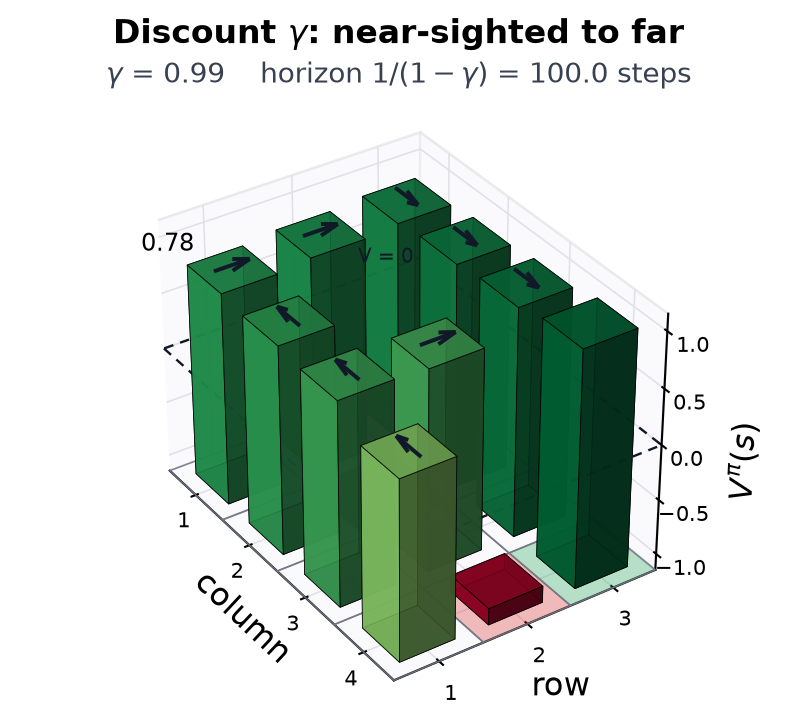 Discount γ: near-sighted to far
γ = 0.99    horizon 1/(1 − γ) = 100.0 steps
0.78
V = 0
1.0
0.5
0.0
−0.5
−1.0
V^π(s)
1
2
3
4
column
1
2
3
row